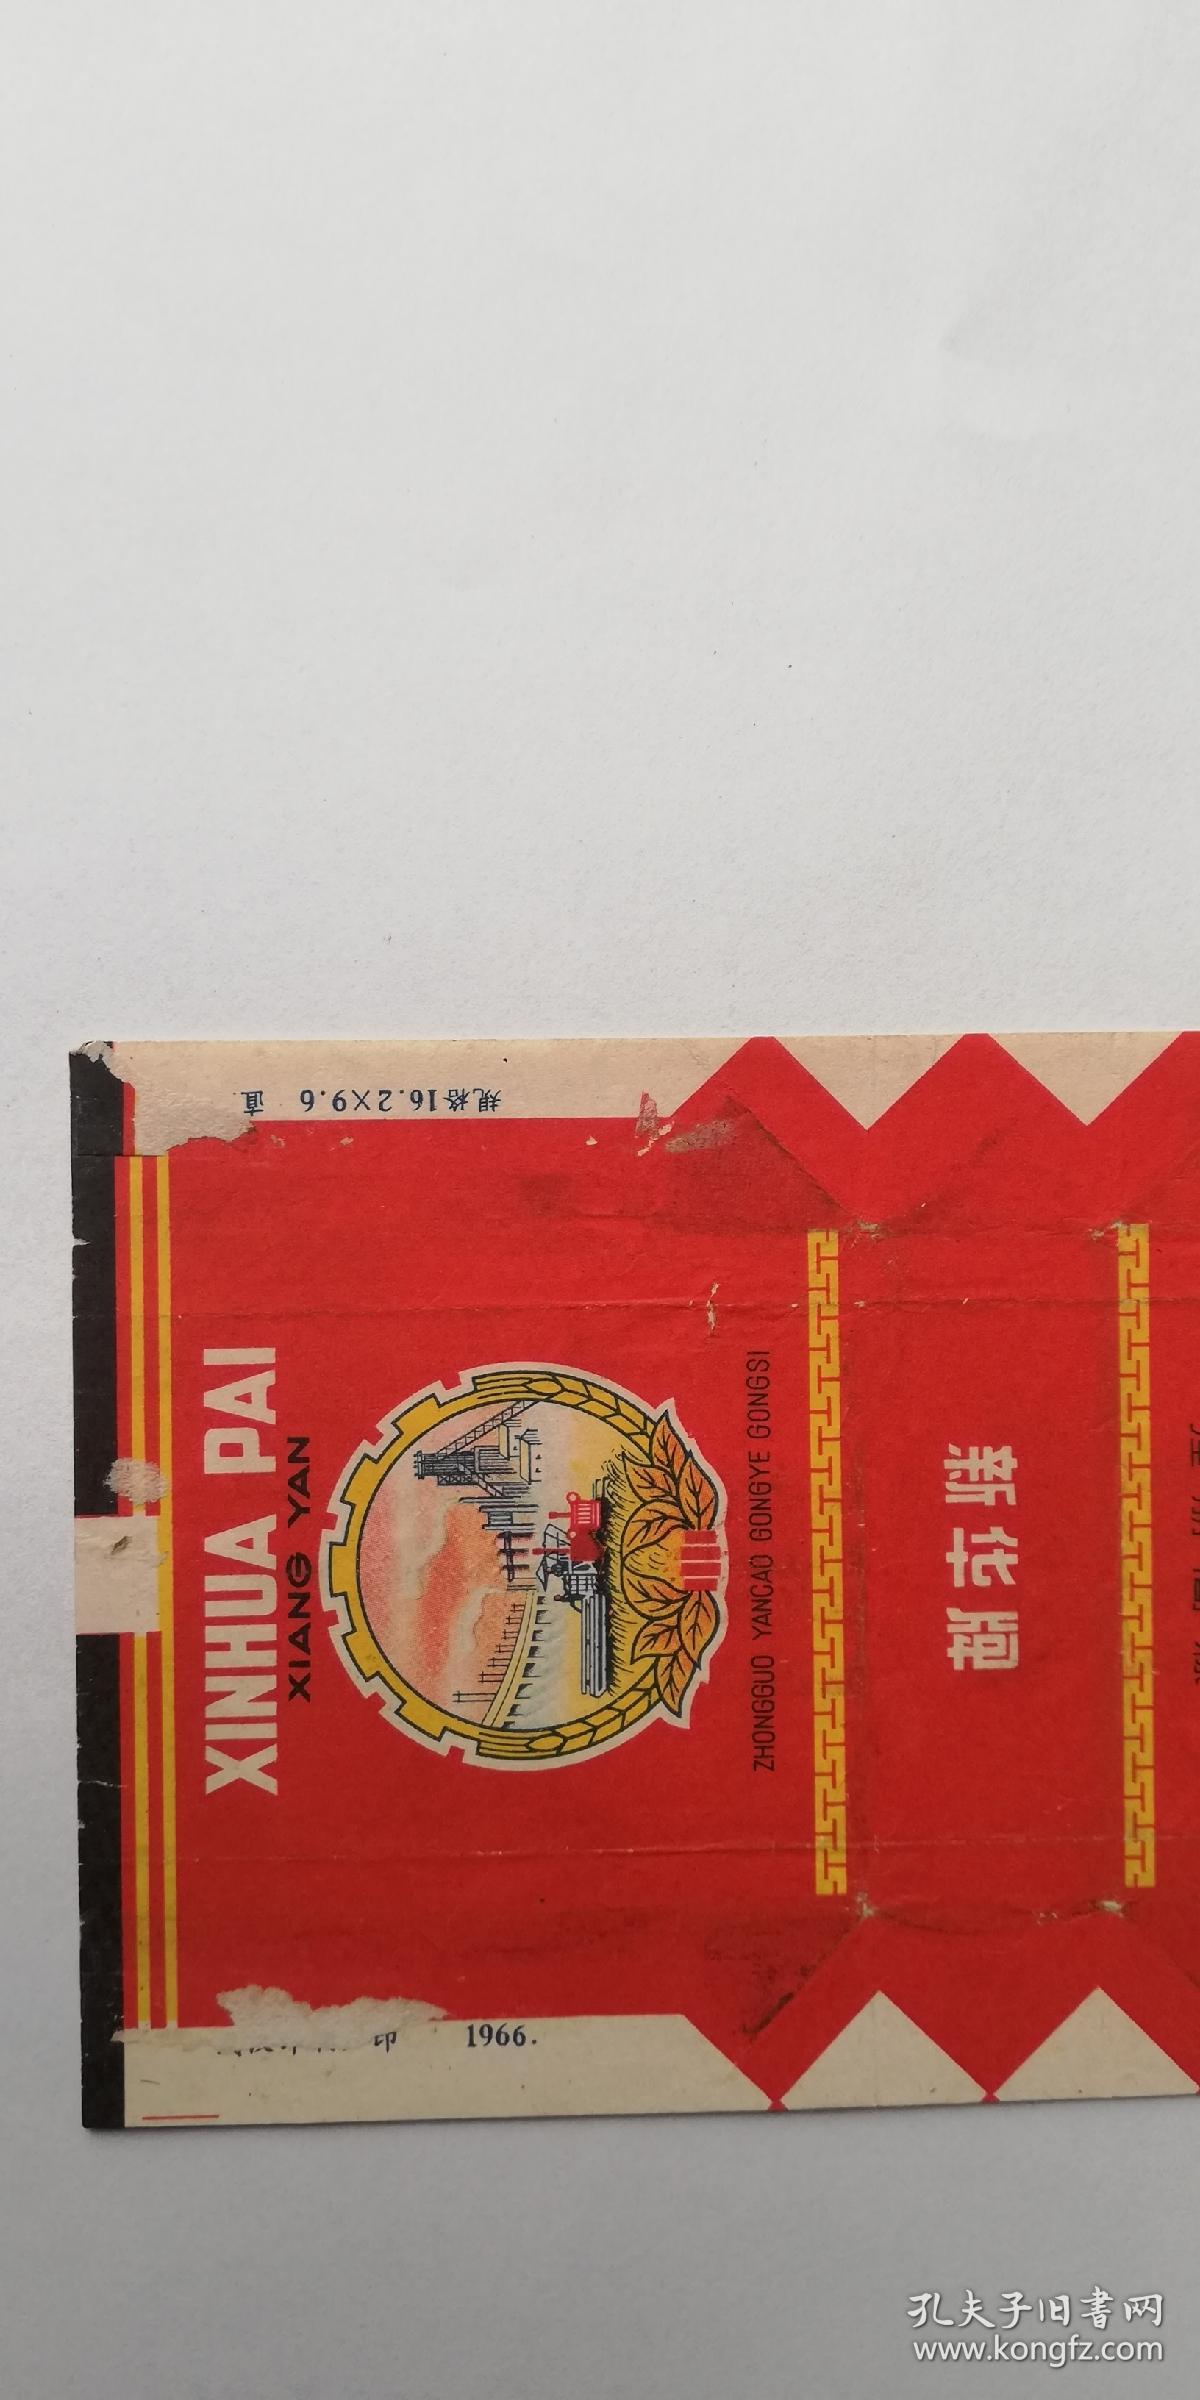 规格16.2×9.6 直
XINHUA PAI
XIANG YAN
ZHONGGUO YANCAO GONGYE GONGSI
新华牌
印 1966.
孔夫子旧书网
www.kongfz.com